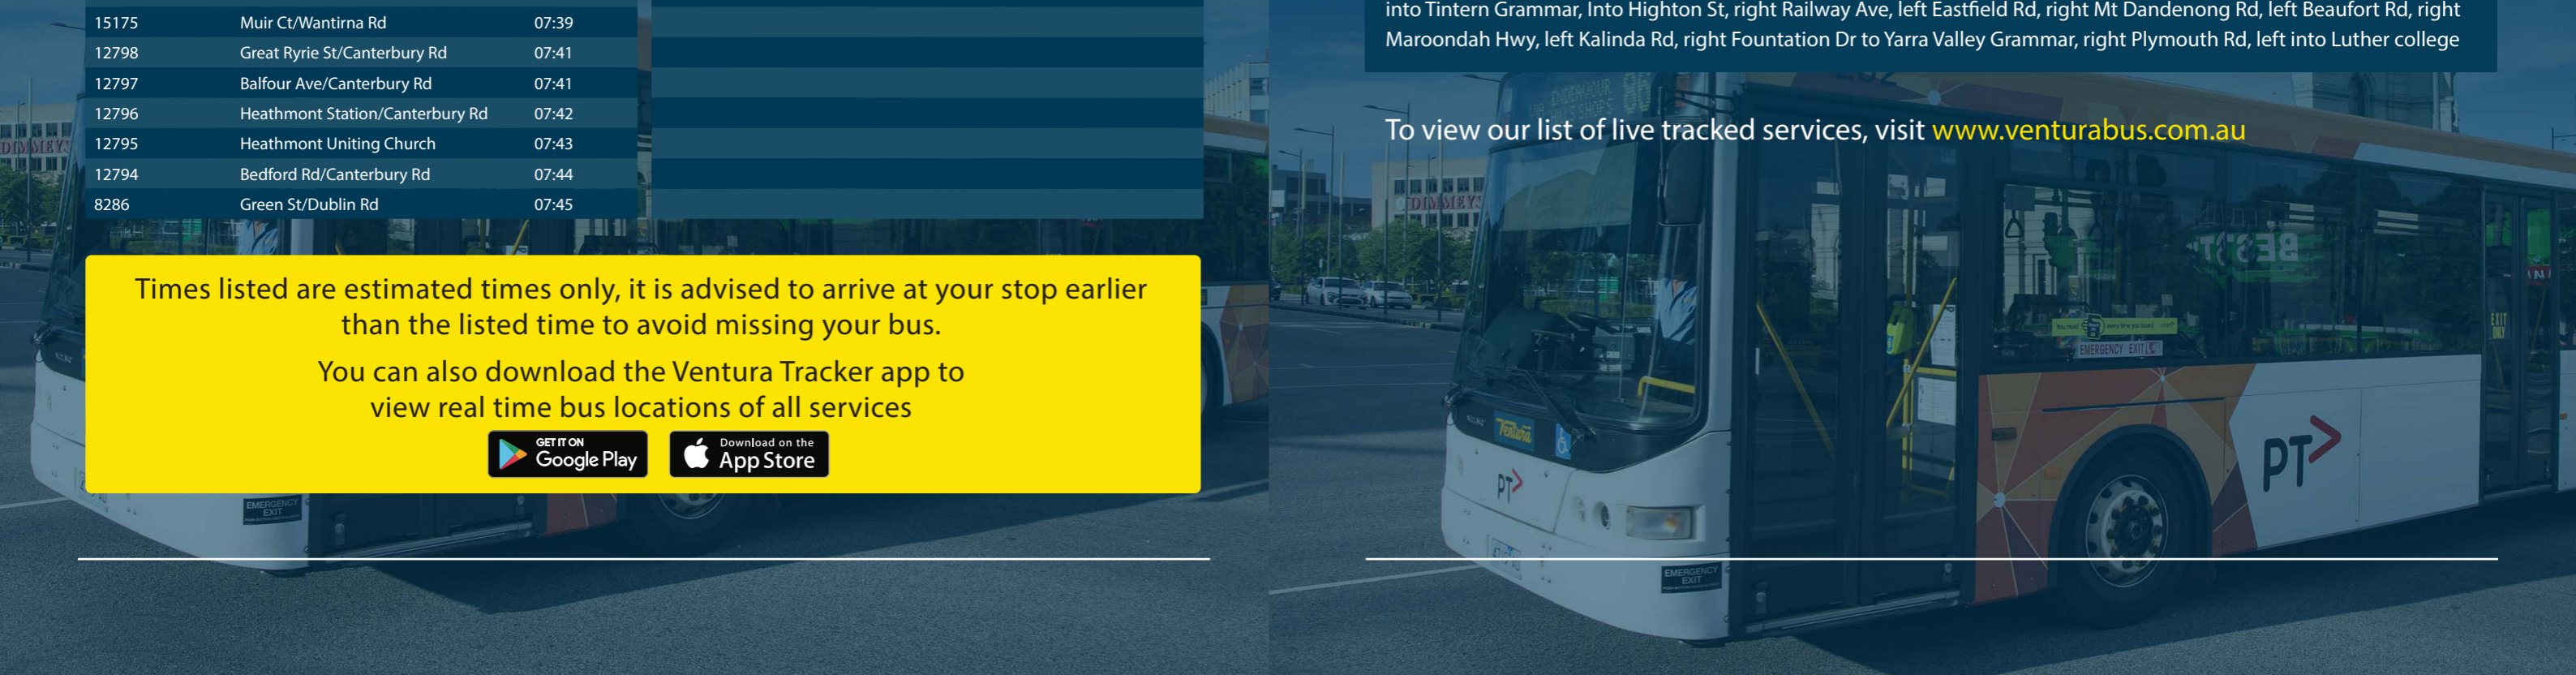 15175 Muir Ct/Wantirna Rd 07:39
12798 Great Ryrie St/Canterbury Rd 07:41
12797 Balfour Ave/Canterbury Rd 07:41
12796 Heathmont Station/Canterbury Rd 07:42
12795 Heathmont Uniting Church 07:43
12794 Bedford Rd/Canterbury Rd 07:44
8286 Green St/Dublin Rd 07:45
Times listed are estimated times only, it is advised to arrive at your stop earlier
than the listed time to avoid missing your bus.
You can also download the Ventura Tracker app to
view real time bus locations of all services
GET IT ON
Google Play
Download on the
App Store
EMERGENCY
EXIT
into Tintern Grammar, Into Highton St, right Railway Ave, left Eastfield Rd, right Mt Dandenong Rd, left Beaufort Rd, right
Maroondah Hwy, left Kalinda Rd, right Fountation Dr to Yarra Valley Grammar, right Plymouth Rd, left into Luther college
To view our list of live tracked services, visit www.venturabus.com.au
DIMMEYS
EXIT
ONLY
EMERGENCY EXIT
Ventura
PT
PT
EMERGENCY
EXIT